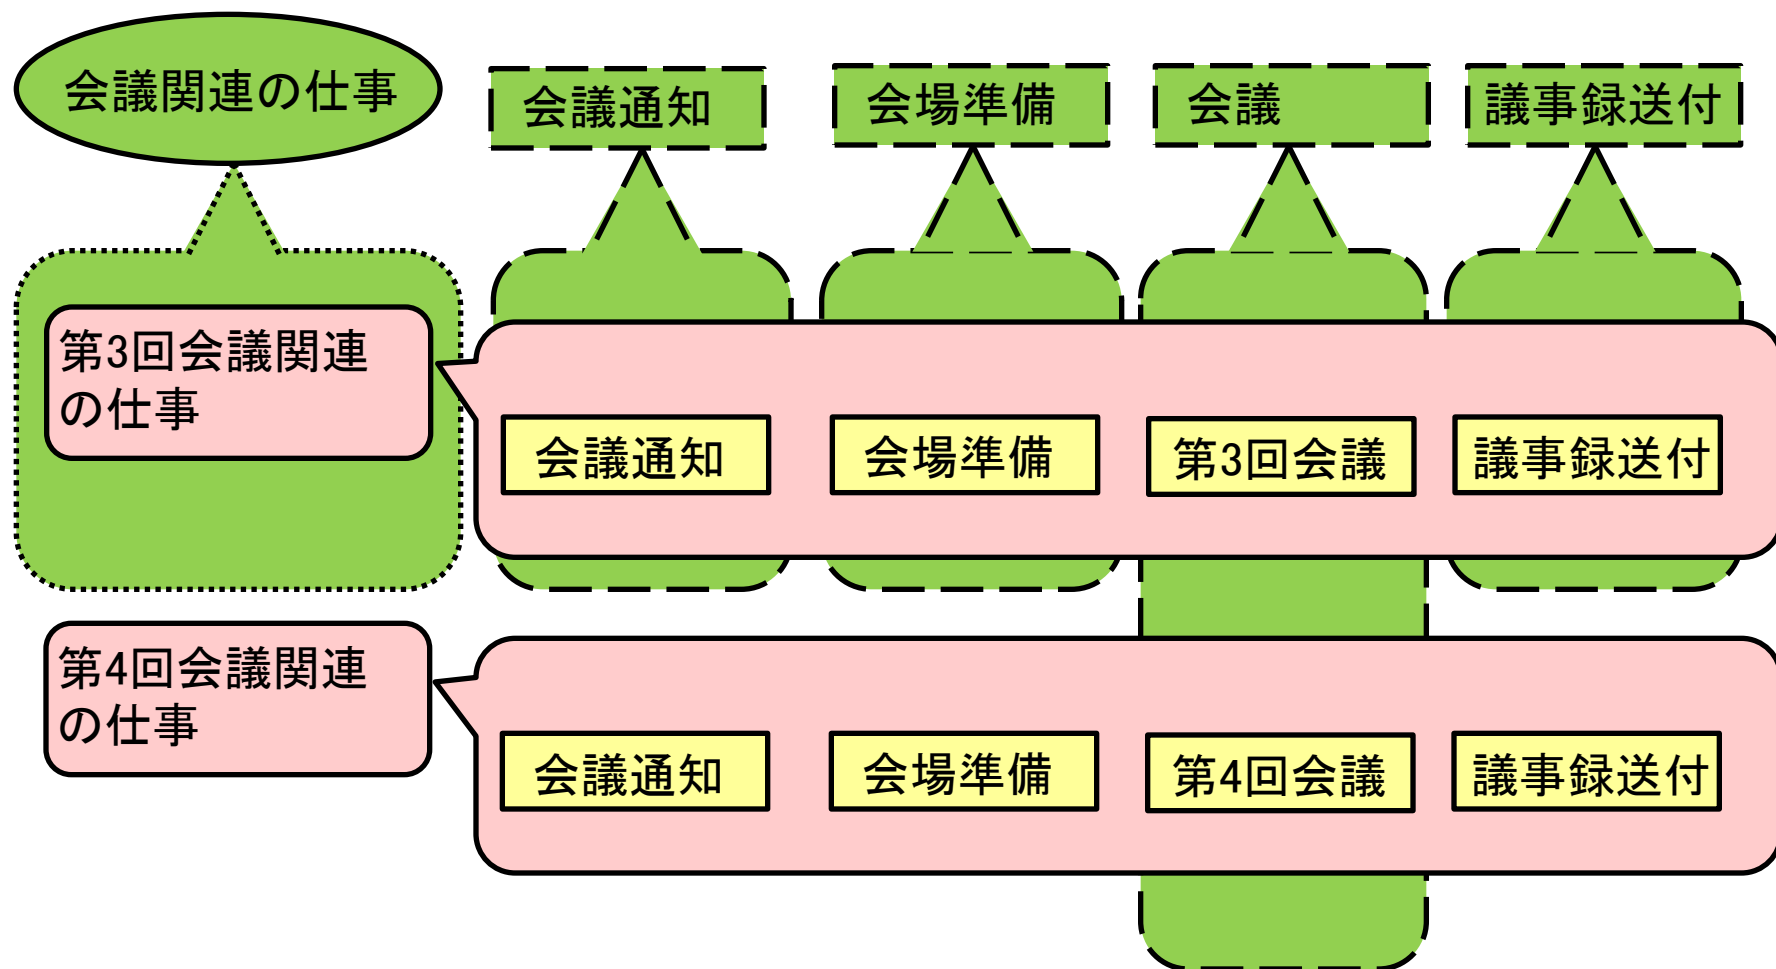 会議関連の仕事
会議通知
会場準備
会議
議事録送付
第3回会議関連
の仕事
会議通知
会場準備
第3回会議
議事録送付
第4回会議関連
の仕事
会議通知
会場準備
第4回会議
議事録送付